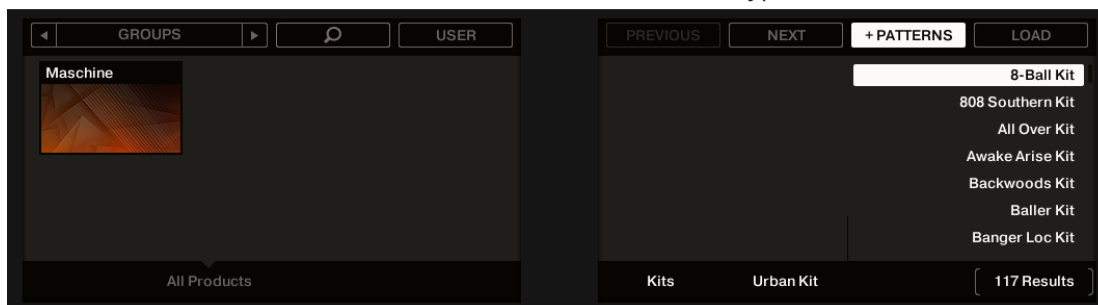 GROUPS
USER
PREVIOUS
NEXT
+ PATTERNS
LOAD
Maschine
8-Ball Kit
808 Southern Kit
All Over Kit
Awake Arise Kit
Backwoods Kit
Baller Kit
Banger Loc Kit
All Products
Kits
Urban Kit
117 Results